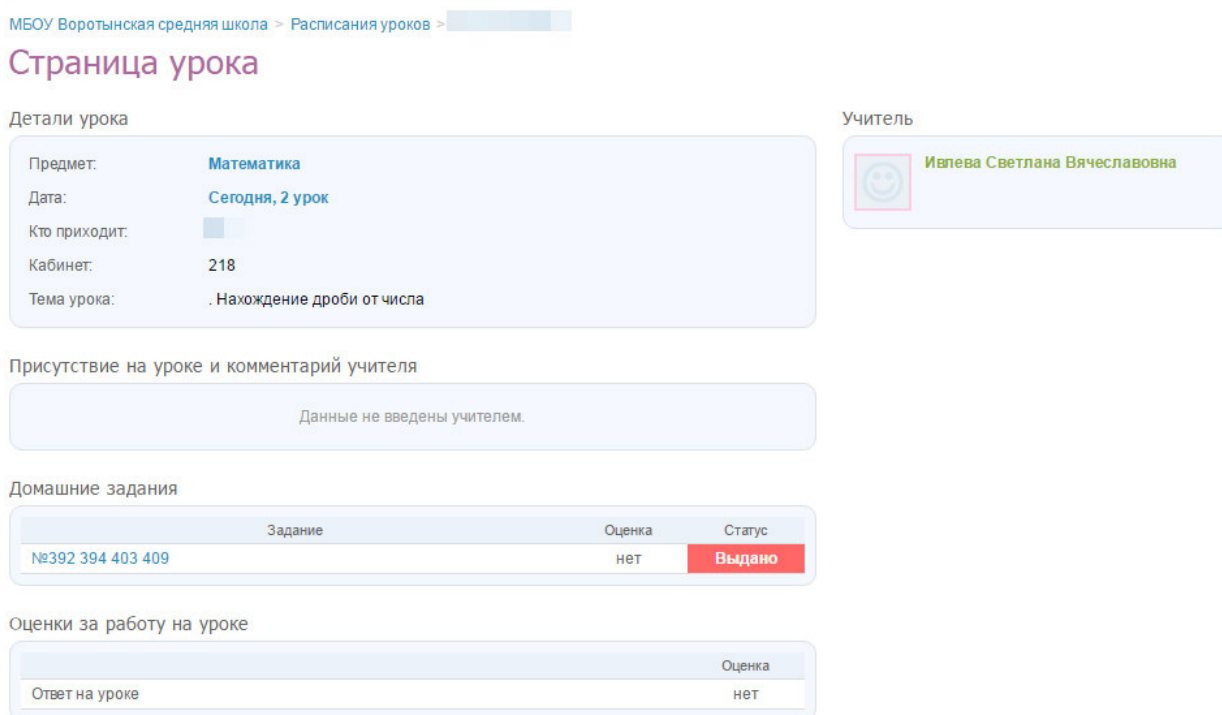 МБОУ Воротынская средняя школа > Расписания уроков >
Страница урока
Детали урока
Предмет: Математика
Дата: Сегодня, 2 урок
Кто приходит:
Кабинет: 218
Тема урока: . Нахождение дроби от числа
Учитель
Ивлева Светлана Вячеславовна
Присутствие на уроке и комментарий учителя
Данные не введены учителем.
Домашние задания
Задание Оценка Статус
№392 394 403 409 нет Выдано
Оценки за работу на уроке
Оценка
Ответ на уроке нет